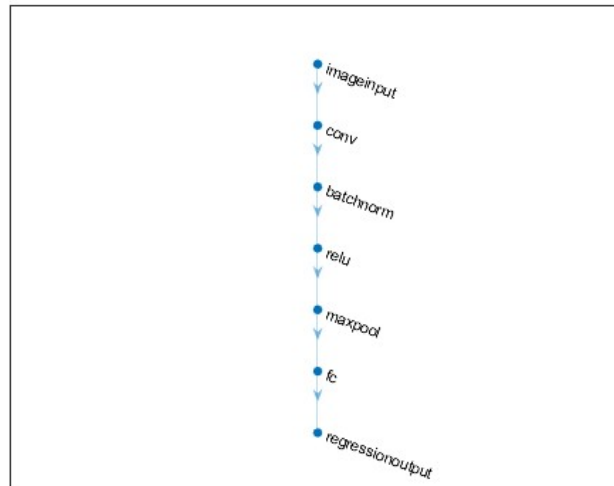 imageinput
conv
batchnorm
relu
maxpool
fc
regressionoutput